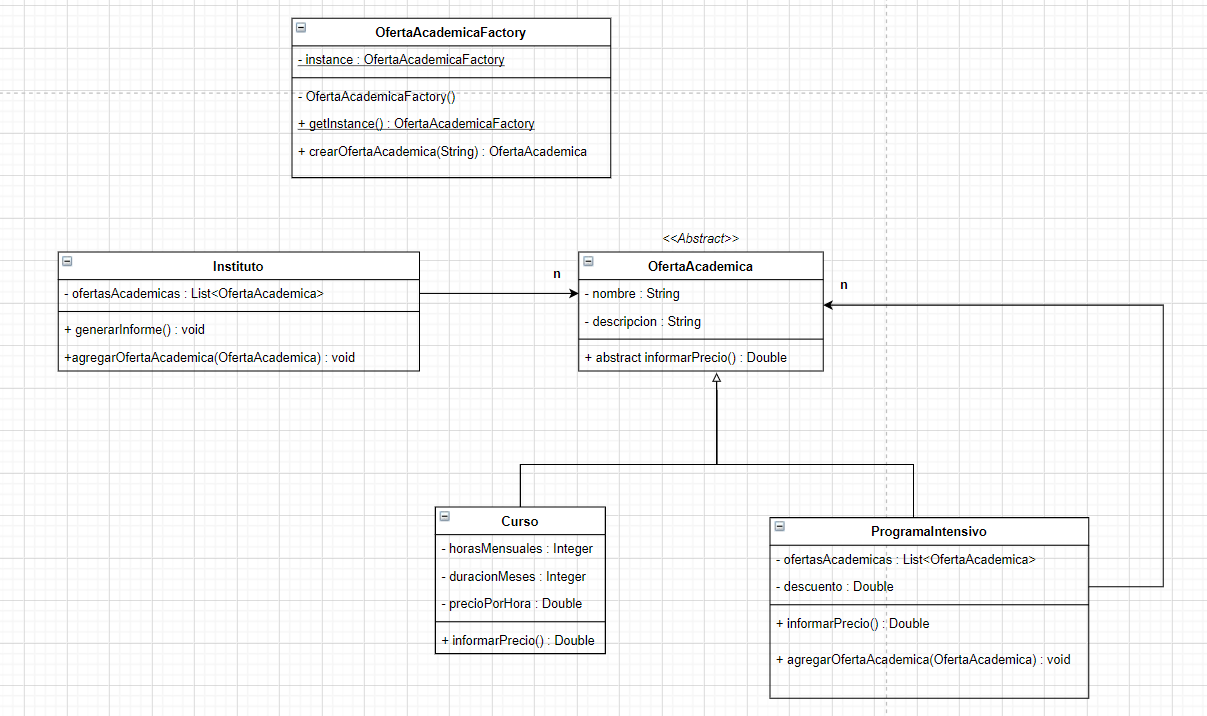 OfertaAcademicaFactory
- instance : OfertaAcademicaFactory
- OfertaAcademicaFactory()
+ getInstance() : OfertaAcademicaFactory
+ crearOfertaAcademica(String) : OfertaAcademica
<<Abstract>>
Instituto
- ofertasAcademicas : List<OfertaAcademica>
+ generarInforme() : void
+agregarOfertaAcademica(OfertaAcademica) : void
n
OfertaAcademica
- nombre : String
- descripcion : String
+ abstract informarPrecio() : Double
n
Curso
- horasMensuales : Integer
- duracionMeses : Integer
- precioPorHora : Double
+ informarPrecio() : Double
ProgramaIntensivo
- ofertasAcademicas : List<OfertaAcademica>
- descuento : Double
+ informarPrecio() : Double
+ agregarOfertaAcademica(OfertaAcademica) : void